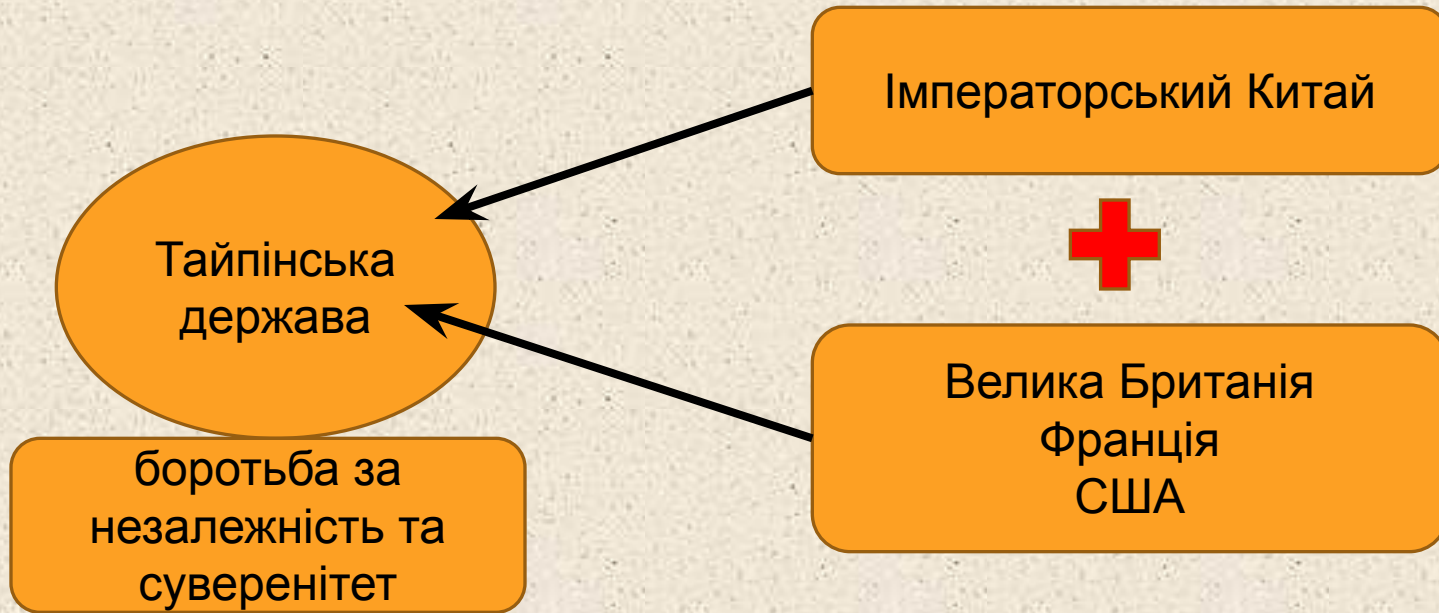 Імператорський Китай
Тайпінська
держава
Велика Британія
Франція
США
боротьба за
незалежність та
суверенітет